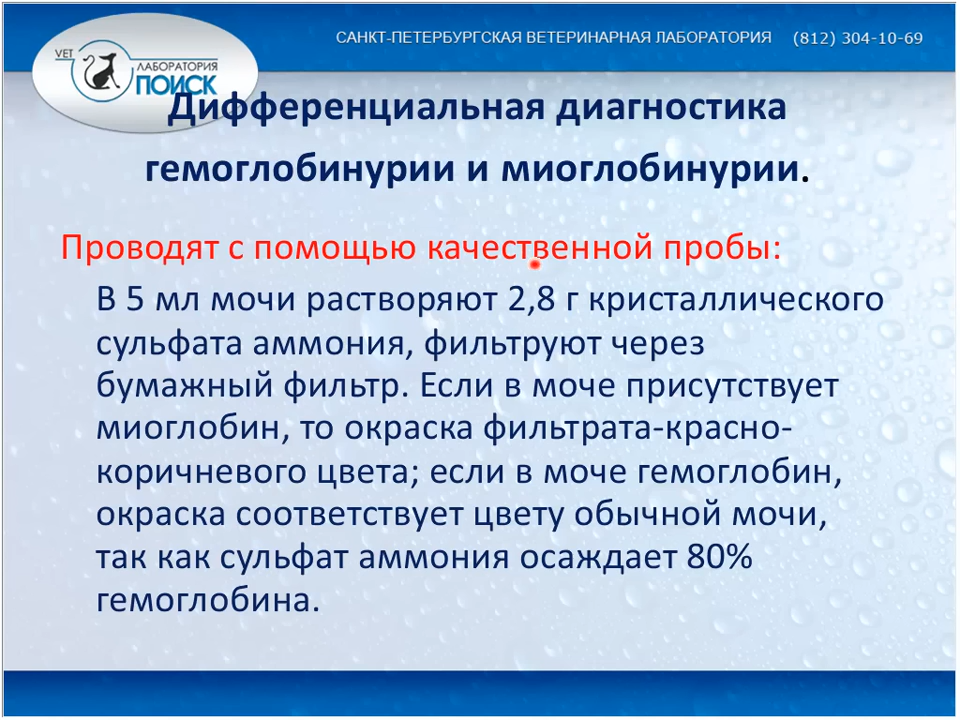 САНКТ-ПЕТЕРБУРГСКАЯ ВЕТЕРИНАРНАЯ ЛАБОРАТОРИЯ (812) 304-10-69
VET
ЛАБОРАТОРИЯ
ПОИСК
Дифференциальная диагностика
гемоглобинурии и миоглобинурии.
Проводят с помощью качественной пробы:
В 5 мл мочи растворяют 2,8 г кристаллического
сульфата аммония, фильтруют через
бумажный фильтр. Если в моче присутствует
миоглобин, то окраска фильтрата-красно-
коричневого цвета; если в моче гемоглобин,
окраска соответствует цвету обычной мочи,
так как сульфат аммония осаждает 80%
гемоглобина.